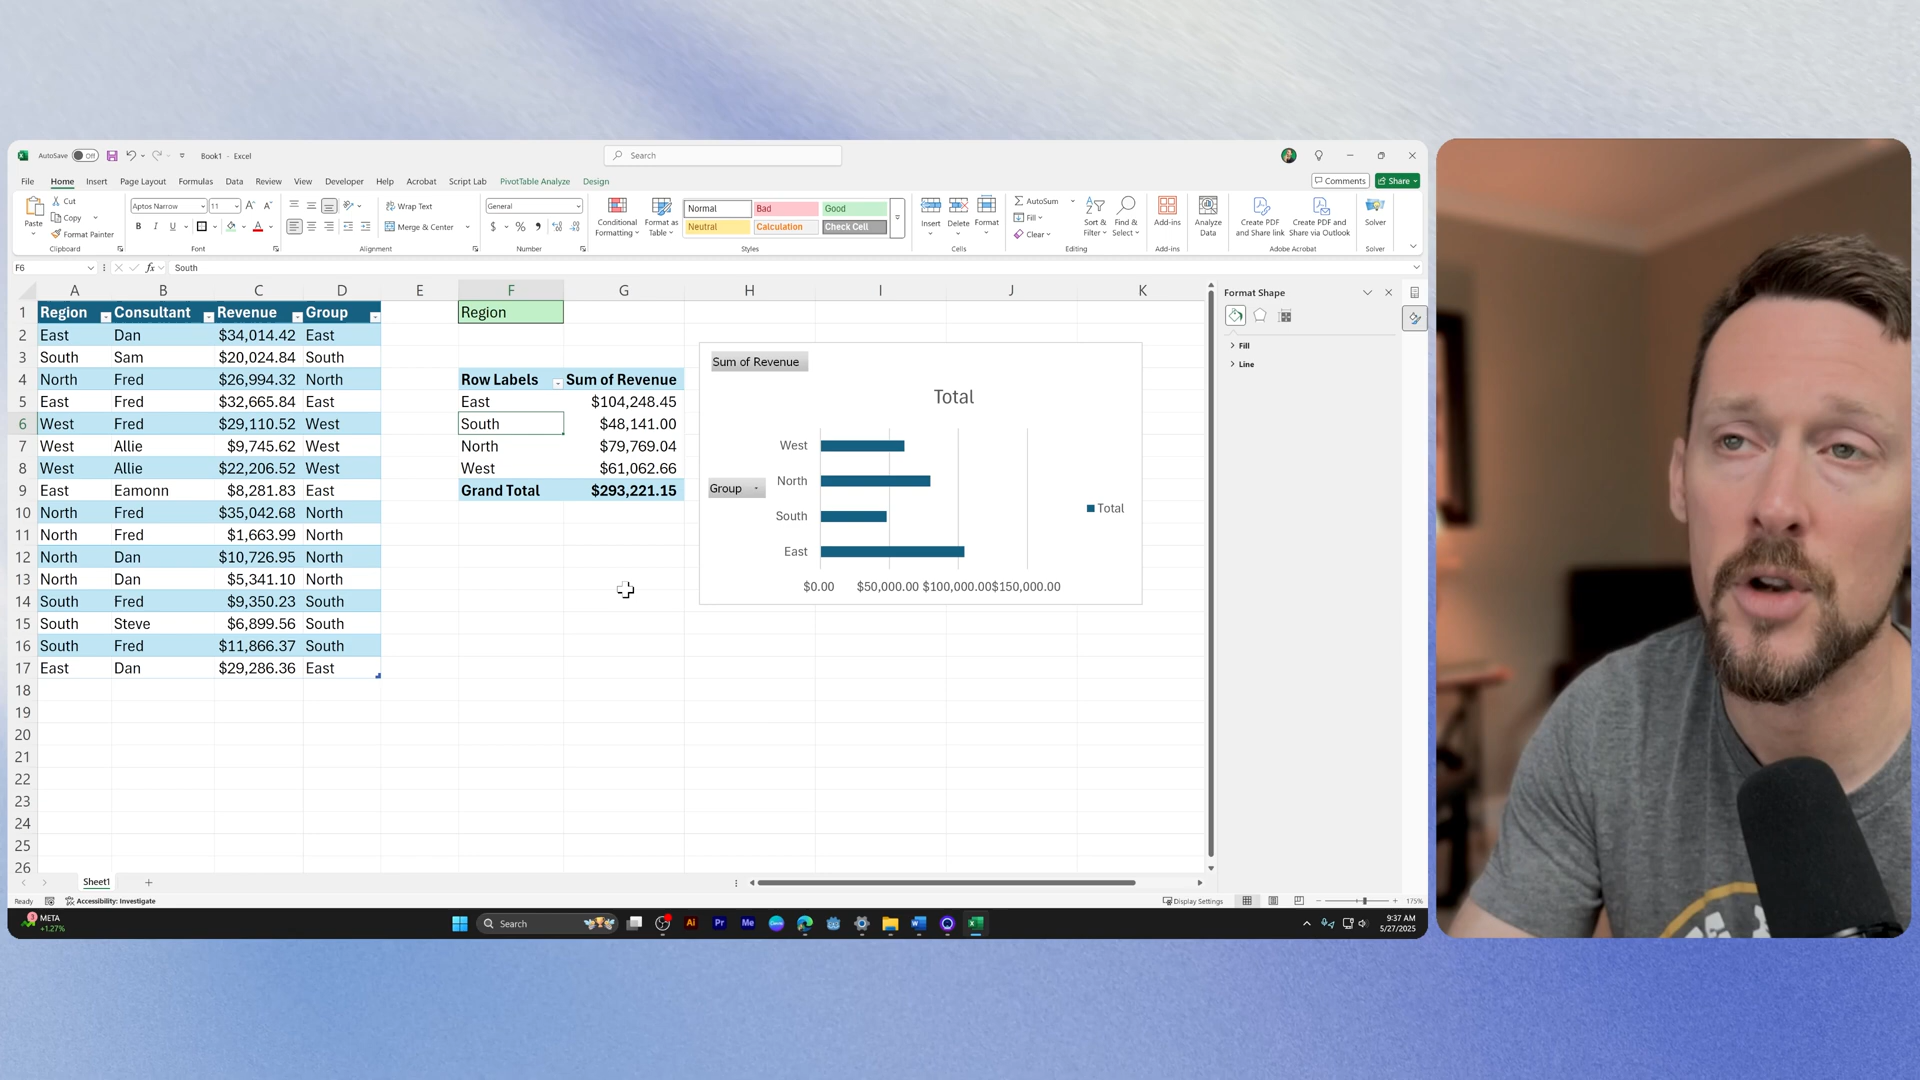 AutoSave Off Book1 - Excel Search
File Home Insert Page Layout Formulas Data Review View Developer Help Acrobat Script Lab PivotTable Analyze Design Comments Share
Paste Cut Copy Format Painter Clipboard
Aptos Narrow 11 B I U Font
Wrap Text Merge & Center Alignment
General $ % Number
Conditional Formatting Format as Table Normal Bad Good Neutral Calculation Check Cell Styles
Insert Delete Format Cells
AutoSum Fill Clear Sort & Filter Find & Select Editing
Add-ins Add-ins
Analyze Data
Create PDF and Share link Create PDF and Share via Outlook Adobe Acrobat
Solver Solver
F6 fx South
A B C D E F G H I J K
1 Region Consultant Revenue Group Region
2 East Dan $34,014.42 East
3 South Sam $20,024.84 South
4 North Fred $26,994.32 North Row Labels Sum of Revenue
5 East Fred $32,665.84 East East $104,248.45
6 West Fred $29,110.52 West South $48,141.00
7 West Allie $9,745.62 West North $79,769.04
8 West Allie $22,206.52 West West $61,062.66
9 East Eamonn $8,281.83 East Grand Total $293,221.15
10 North Fred $35,042.68 North
11 North Fred $1,663.99 North
12 North Dan $10,726.95 North
13 North Dan $5,341.10 North
14 South Fred $9,350.23 South
15 South Steve $6,899.56 South
16 South Fred $11,866.37 South
17 East Dan $29,286.36 East
18
19
20
21
22
23
24
25
26
Sum of Revenue
Total
West
North
Group
South
East
Total
$0.00 $50,000.00 $100,000.00 $150,000.00
Format Shape
Fill
Line
Sheet1
Ready Accessibility: Investigate Display Settings 175%
META
+1.27%
Search
Ai Pr Me
9:37 AM
5/27/2025